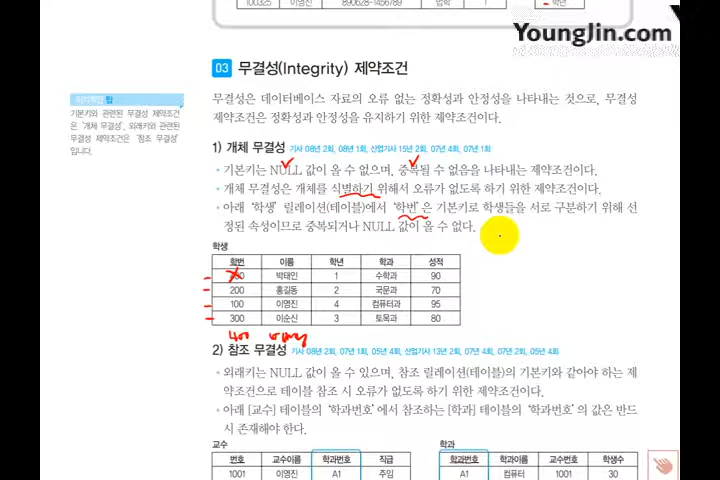 100325 이영진 890628-1456789 법학 1 학년
YoungJin.com
03 무결성(Integrity) 제약조건
무결성은 데이터베이스 자료의 오류 없는 정확성과 안정성을 나타내는 것으로, 무결성
제약조건은 정확성과 안정성을 유지하기 위한 제약조건이다.
기본키와 관련된 무결성 제약조건
은 '개체 무결성', 외래키와 관련된
무결성 제약조건은 '참조 무결성'
입니다.
1) 개체 무결성 기사 08년 2회, 08년 1회, 산업기사 15년 2회, 07년 4회, 07년 1회
• 기본키는 NULL 값이 올 수 없으며, 중복될 수 없음을 나타내는 제약조건이다.
• 개체 무결성은 개체를 식별하기 위해서 오류가 없도록 하기 위한 제약조건이다.
• 아래 '학생' 릴레이션(테이블)에서 '학번'은 기본키로 학생들을 서로 구분하기 위해 선
정된 속성이므로 중복되거나 NULL 값이 올 수 없다.
학생
학번 이름 학년 학과 성적
박태인 1 수학과 90
200 홍길동 2 국문과 70
100 이영진 4 컴퓨터과 95
300 이순신 3 토목과 80
400
2) 참조 무결성 기사 08년 2회, 07년 1회, 05년 4회, 산업기사 13년 2회, 07년 4회, 07년 2회, 05년 4회
• 외래키는 NULL 값이 올 수 있으며, 참조 릴레이션(테이블)의 기본키와 같아야 하는 제
약조건으로 테이블 참조 시 오류가 없도록 하기 위한 제약조건이다.
• 아래 [교수] 테이블의 '학과번호'에서 참조하는 [학과] 테이블의 '학과번호'의 값은 반드
시 존재해야 한다.
교수 학과
번호 교수이름 학과번호 직급 학과번호 학과이름 교수번호 학생수
1001 이영진 A1 주임 A1 컴퓨터 1001 30